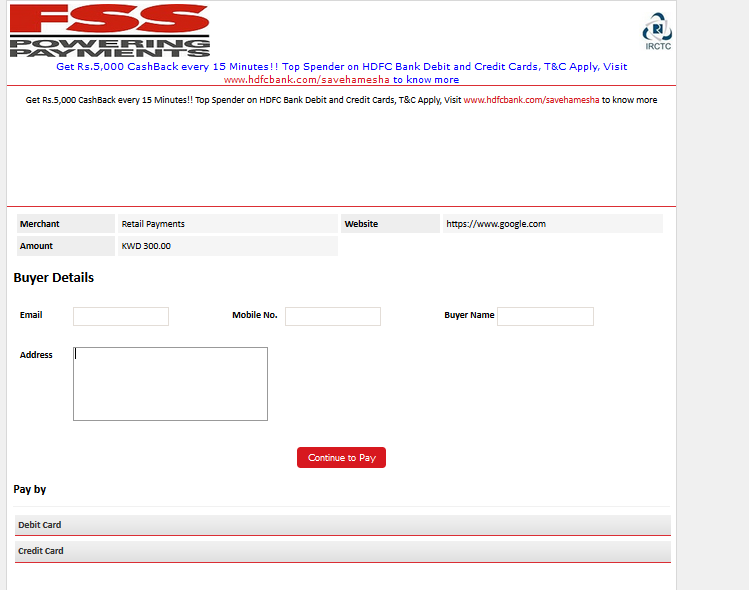 FSS
POWERING
PAYMENTS
IRCTC
Get Rs.5,000 CashBack every 15 Minutes!! Top Spender on HDFC Bank Debit and Credit Cards, T&C Apply, Visit
www.hdfcbank.com/savehamesha to know more
Get Rs.5,000 CashBack every 15 Minutes!! Top Spender on HDFC Bank Debit and Credit Cards, T&C Apply, Visit www.hdfcbank.com/savehamesha to know more
Merchant Retail Payments Website https://www.google.com
Amount KWD 300.00
Buyer Details
Email Mobile No. Buyer Name
Address
Continue to Pay
Pay by
Debit Card
Credit Card